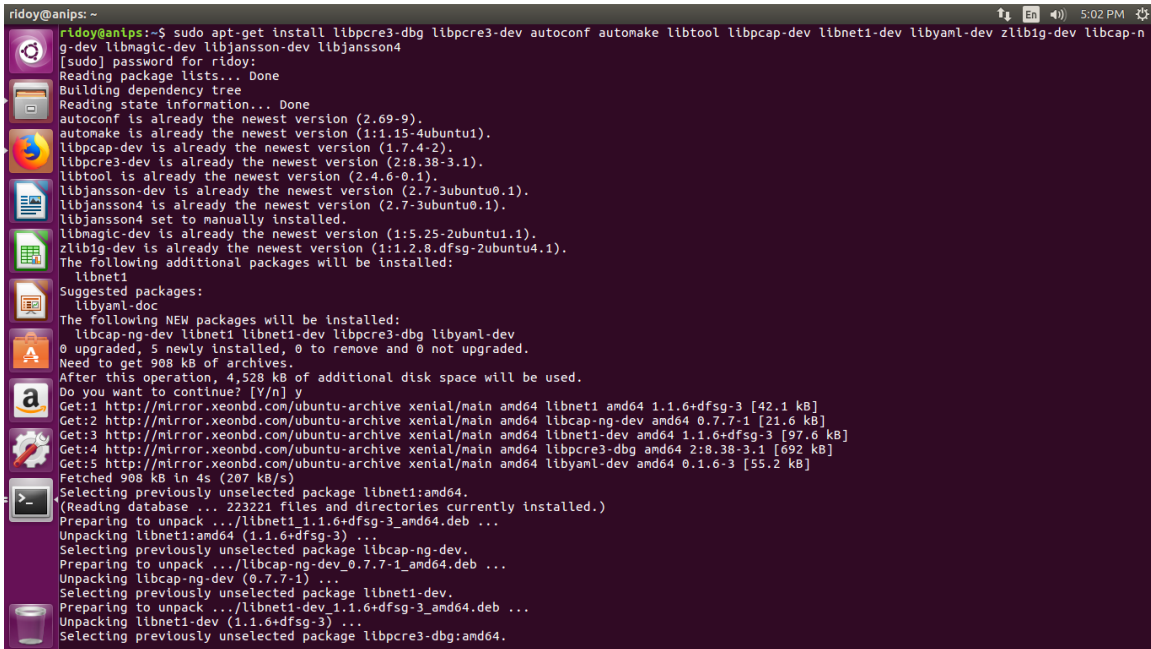 ridoy@anips: ~
En
5:02 PM
ridoy@anips:~$ sudo apt-get install libpcre3-dbg libpcre3-dev autoconf automake libtool libpcap-dev libnet1-dev libyaml-dev zlib1g-dev libcap-n
g-dev libmagic-dev libjansson-dev libjansson4
[sudo] password for ridoy:
Reading package lists... Done
Building dependency tree
Reading state information... Done
autoconf is already the newest version (2.69-9).
automake is already the newest version (1:1.15-4ubuntu1).
libpcap-dev is already the newest version (1.7.4-2).
libpcre3-dev is already the newest version (2:8.38-3.1).
libtool is already the newest version (2.4.6-0.1).
libjansson-dev is already the newest version (2.7-3ubuntu0.1).
libjansson4 is already the newest version (2.7-3ubuntu0.1).
libjansson4 set to manually installed.
libmagic-dev is already the newest version (1:5.25-2ubuntu1.1).
zlib1g-dev is already the newest version (1:1.2.8.dfsg-2ubuntu4.1).
The following additional packages will be installed:
libnet1
Suggested packages:
libyaml-doc
The following NEW packages will be installed:
libcap-ng-dev libnet1 libnet1-dev libpcre3-dbg libyaml-dev
0 upgraded, 5 newly installed, 0 to remove and 0 not upgraded.
Need to get 908 kB of archives.
After this operation, 4,528 kB of additional disk space will be used.
Do you want to continue? [Y/n] y
Get:1 http://mirror.xeonbd.com/ubuntu-archive xenial/main amd64 libnet1 amd64 1.1.6+dfsg-3 [42.1 kB]
Get:2 http://mirror.xeonbd.com/ubuntu-archive xenial/main amd64 libcap-ng-dev amd64 0.7.7-1 [21.6 kB]
Get:3 http://mirror.xeonbd.com/ubuntu-archive xenial/main amd64 libnet1-dev amd64 1.1.6+dfsg-3 [97.6 kB]
Get:4 http://mirror.xeonbd.com/ubuntu-archive xenial/main amd64 libpcre3-dbg amd64 2:8.38-3.1 [692 kB]
Get:5 http://mirror.xeonbd.com/ubuntu-archive xenial/main amd64 libyaml-dev amd64 0.1.6-3 [55.2 kB]
Fetched 908 kB in 4s (207 kB/s)
Selecting previously unselected package libnet1:amd64.
(Reading database ... 223221 files and directories currently installed.)
Preparing to unpack .../libnet1_1.1.6+dfsg-3_amd64.deb ...
Unpacking libnet1:amd64 (1.1.6+dfsg-3) ...
Selecting previously unselected package libcap-ng-dev.
Preparing to unpack .../libcap-ng-dev_0.7.7-1_amd64.deb ...
Unpacking libcap-ng-dev (0.7.7-1) ...
Selecting previously unselected package libnet1-dev.
Preparing to unpack .../libnet1-dev_1.1.6+dfsg-3_amd64.deb ...
Unpacking libnet1-dev (1.1.6+dfsg-3) ...
Selecting previously unselected package libpcre3-dbg:amd64.